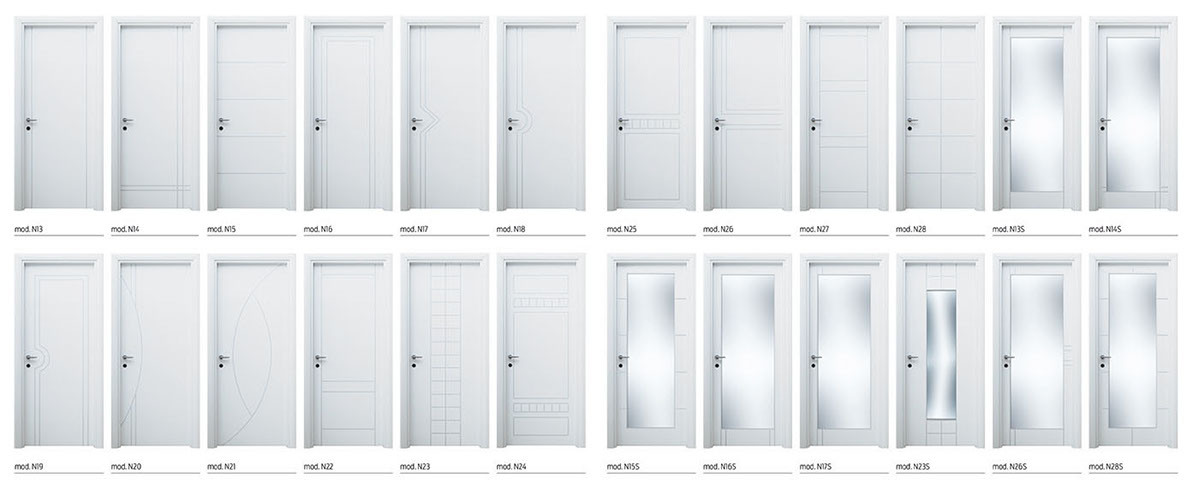 mod. N13
mod. N14
mod. N15
mod. N16
mod. N17
mod. N18
mod. N25
mod. N26
mod. N27
mod. N28
mod. N13S
mod. N14S
mod. N19
mod. N20
mod. N21
mod. N22
mod. N23
mod. N24
mod. N15S
mod. N16S
mod. N17S
mod. N23S
mod. N26S
mod. N28S